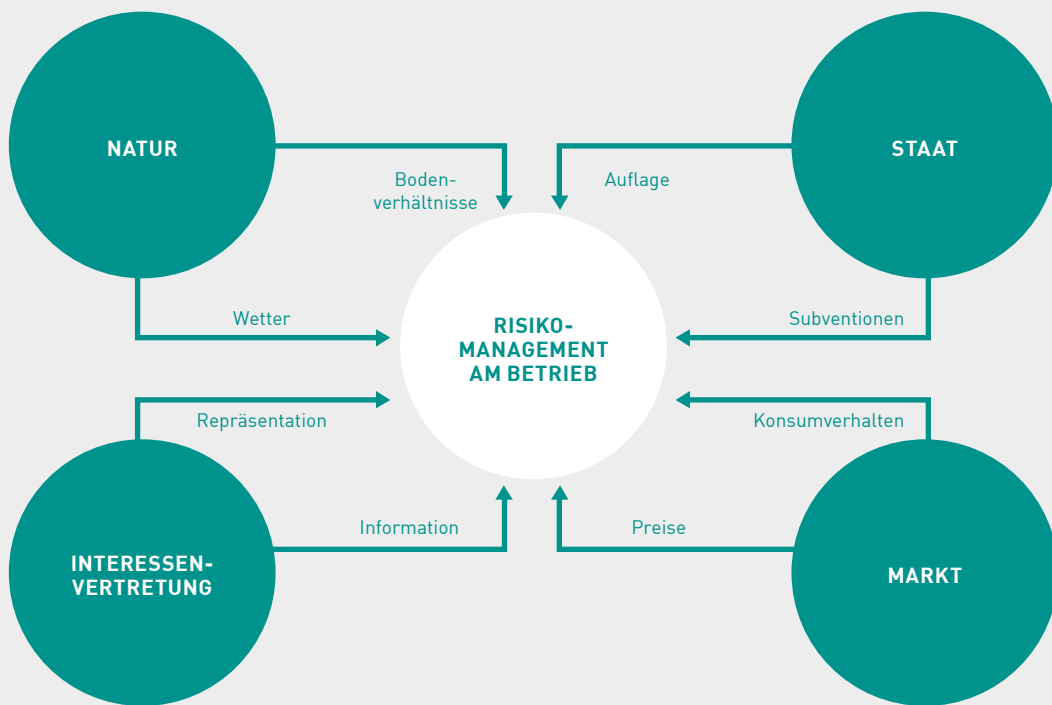 NATUR
STAAT
Boden-
verhältnisse
Auflage
Wetter
RISIKO-
MANAGEMENT
AM BETRIEB
Subventionen
Repräsentation
Konsumverhalten
Information
Preise
INTERESSEN-
VERTRETUNG
MARKT